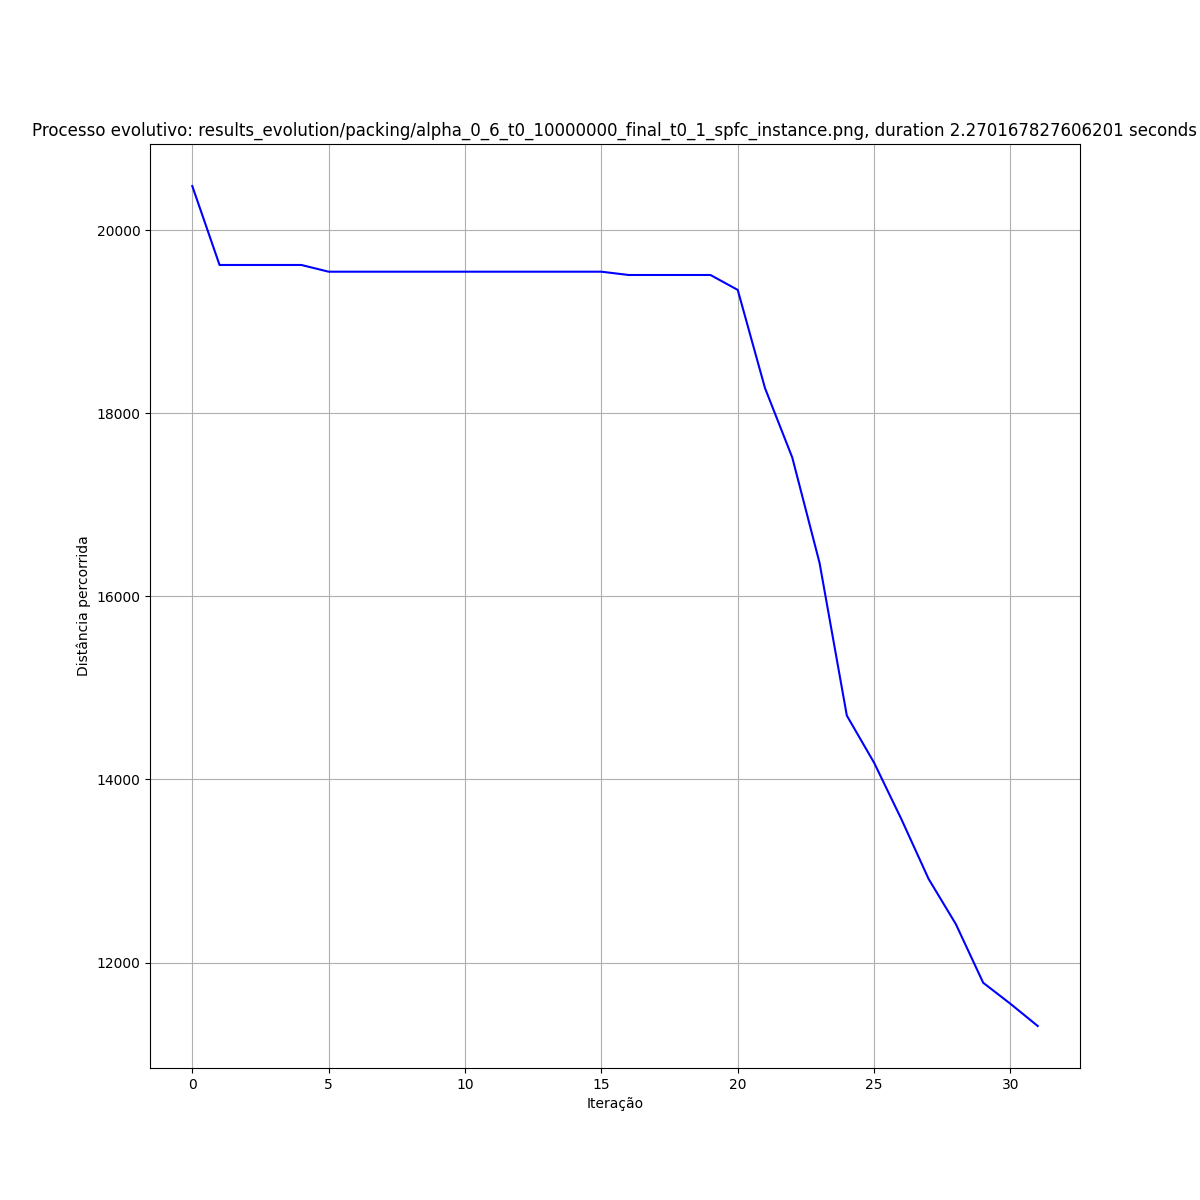 Processo evolutivo: results_evolution/packing/alpha_0_6_t0_10000000_final_t0_1_spfc_instance.png, duration 2.270167827606201 seconds
20000
18000
16000
14000
12000
Distância percorrida
0 5 10 15 20 25 30
Iteração